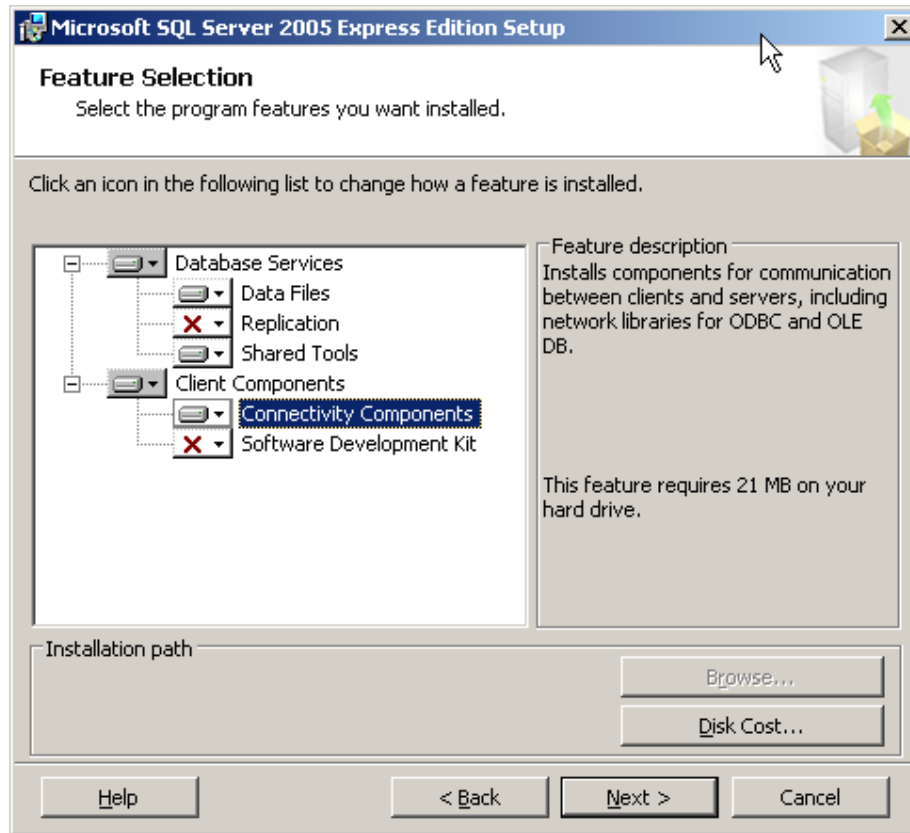 Microsoft SQL Server 2005 Express Edition Setup
Feature Selection
Select the program features you want installed.
Click an icon in the following list to change how a feature is installed.
Database Services
Data Files
Replication
Shared Tools
Client Components
Connectivity Components
Software Development Kit
Feature description
Installs components for communication
between clients and servers, including
network libraries for ODBC and OLE
DB.
This feature requires 21 MB on your
hard drive.
Installation path
Browse...
Disk Cost...
Help
< Back
Next >
Cancel